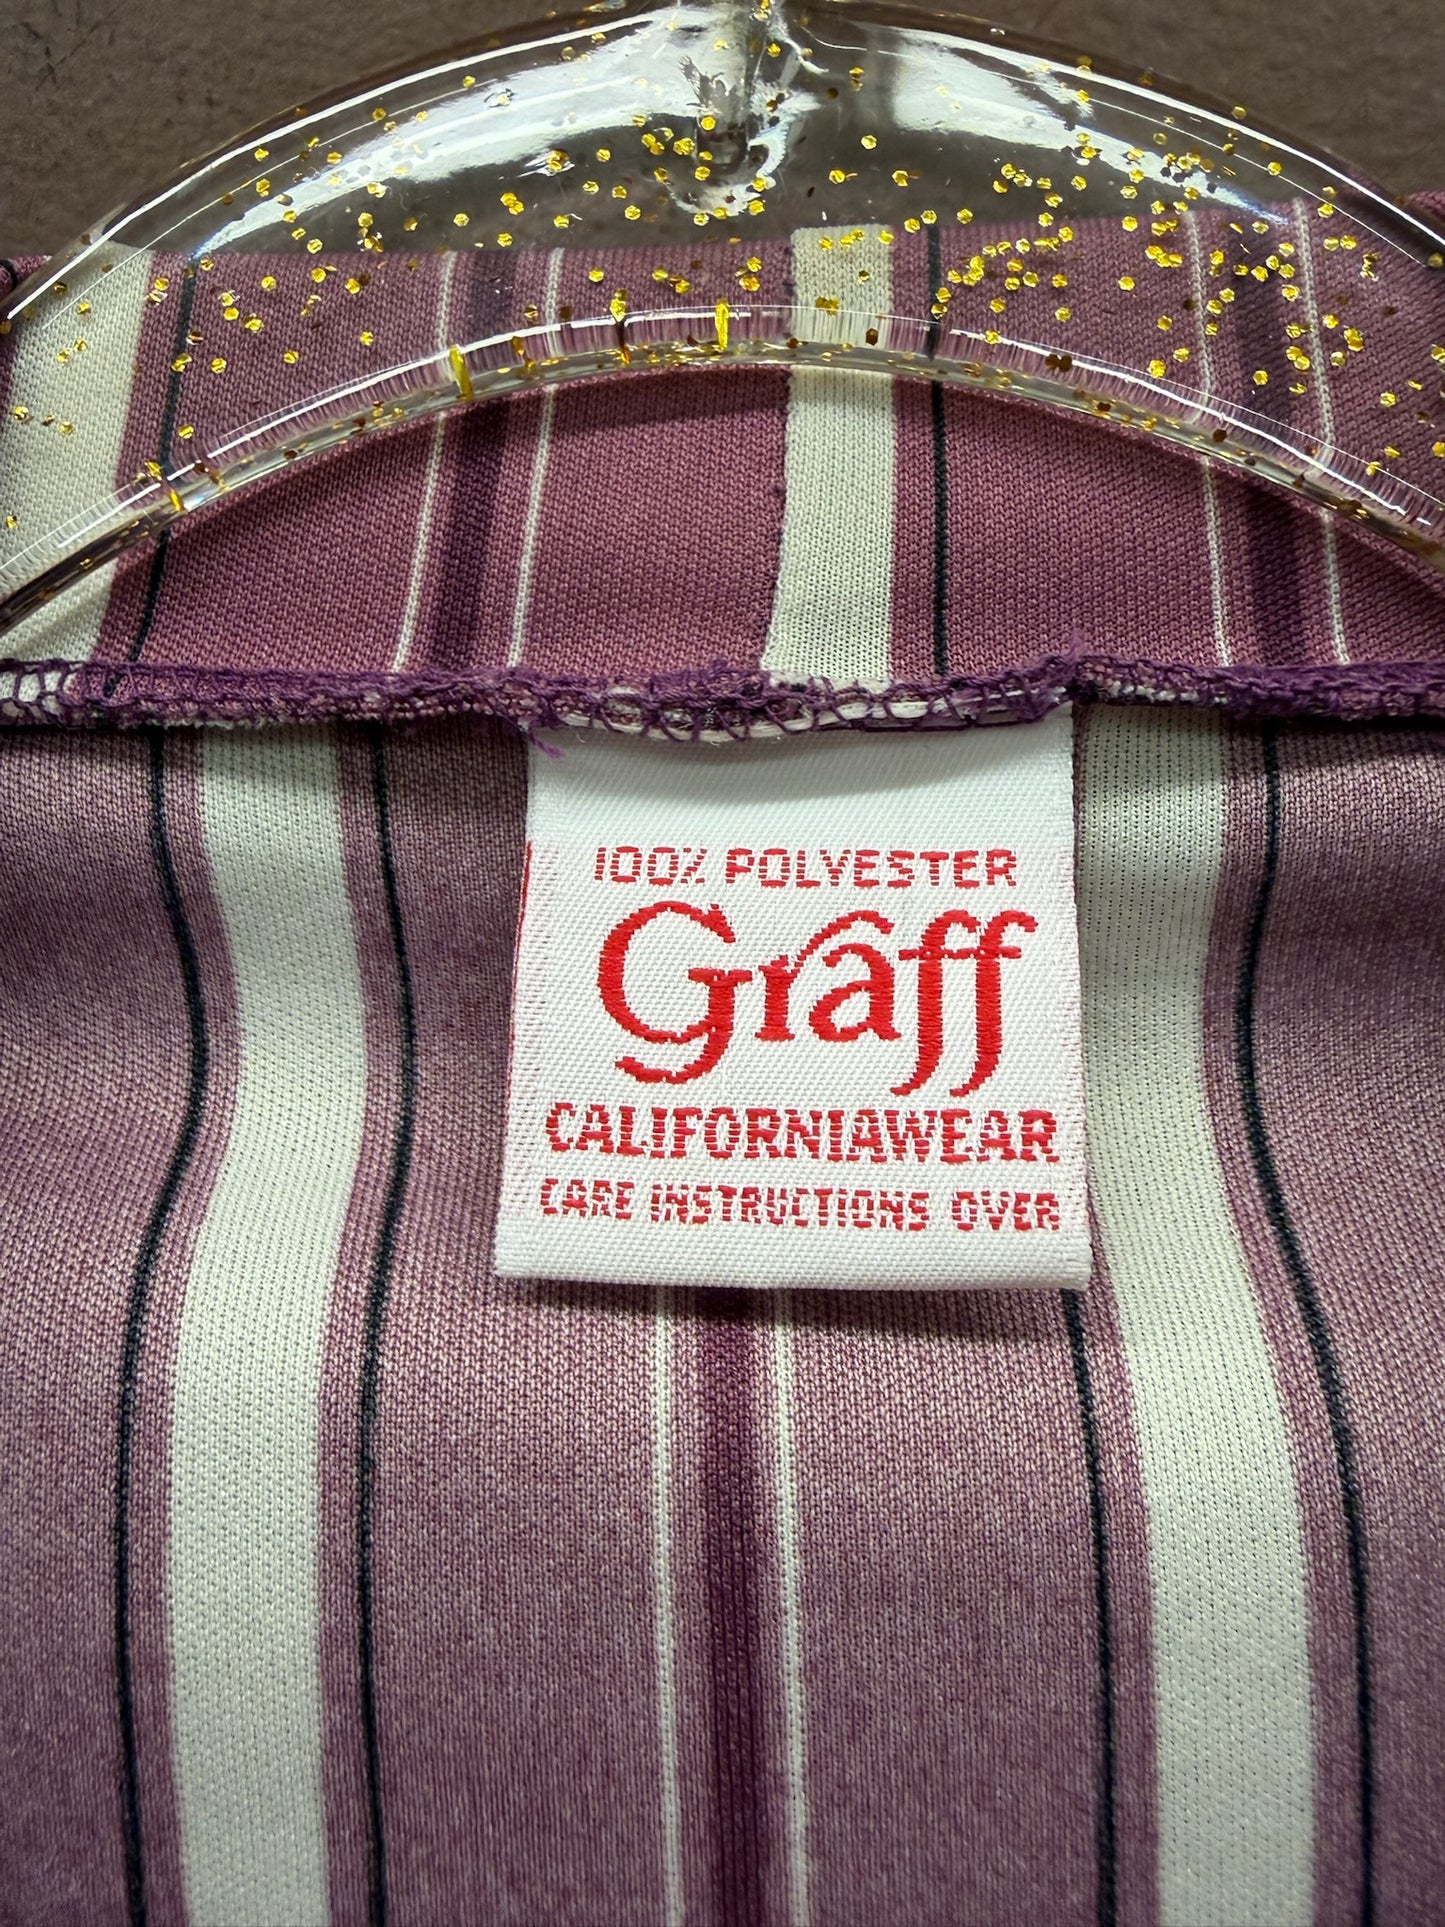 100% POLYESTER
Graff
CALIFORNIAWEAR
CARE INSTRUCTIONS OVER